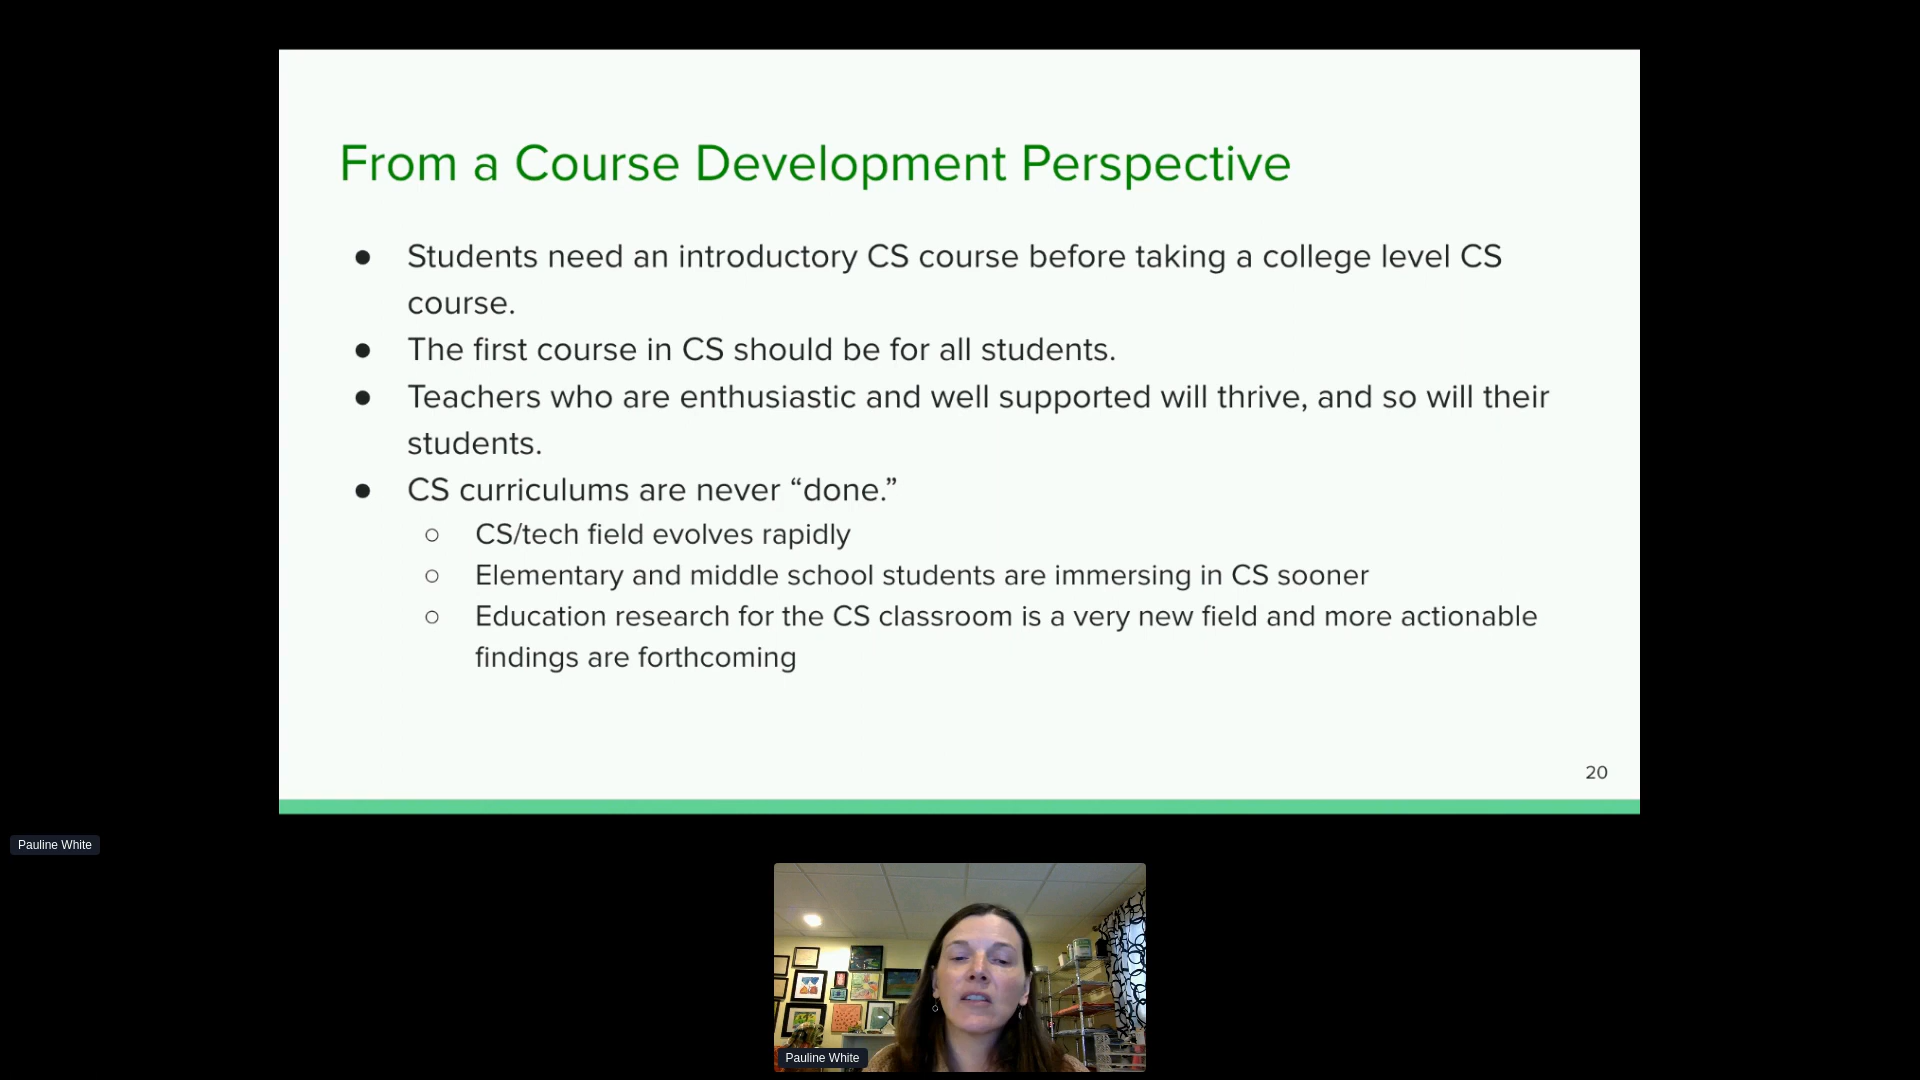 From a Course Development Perspective
● Students need an introductory CS course before taking a college level CS
course.
● The first course in CS should be for all students.
● Teachers who are enthusiastic and well supported will thrive, and so will their
students.
● CS curriculums are never “done.”
○ CS/tech field evolves rapidly
○ Elementary and middle school students are immersing in CS sooner
○ Education research for the CS classroom is a very new field and more actionable
findings are forthcoming
20
Pauline White
Pauline White